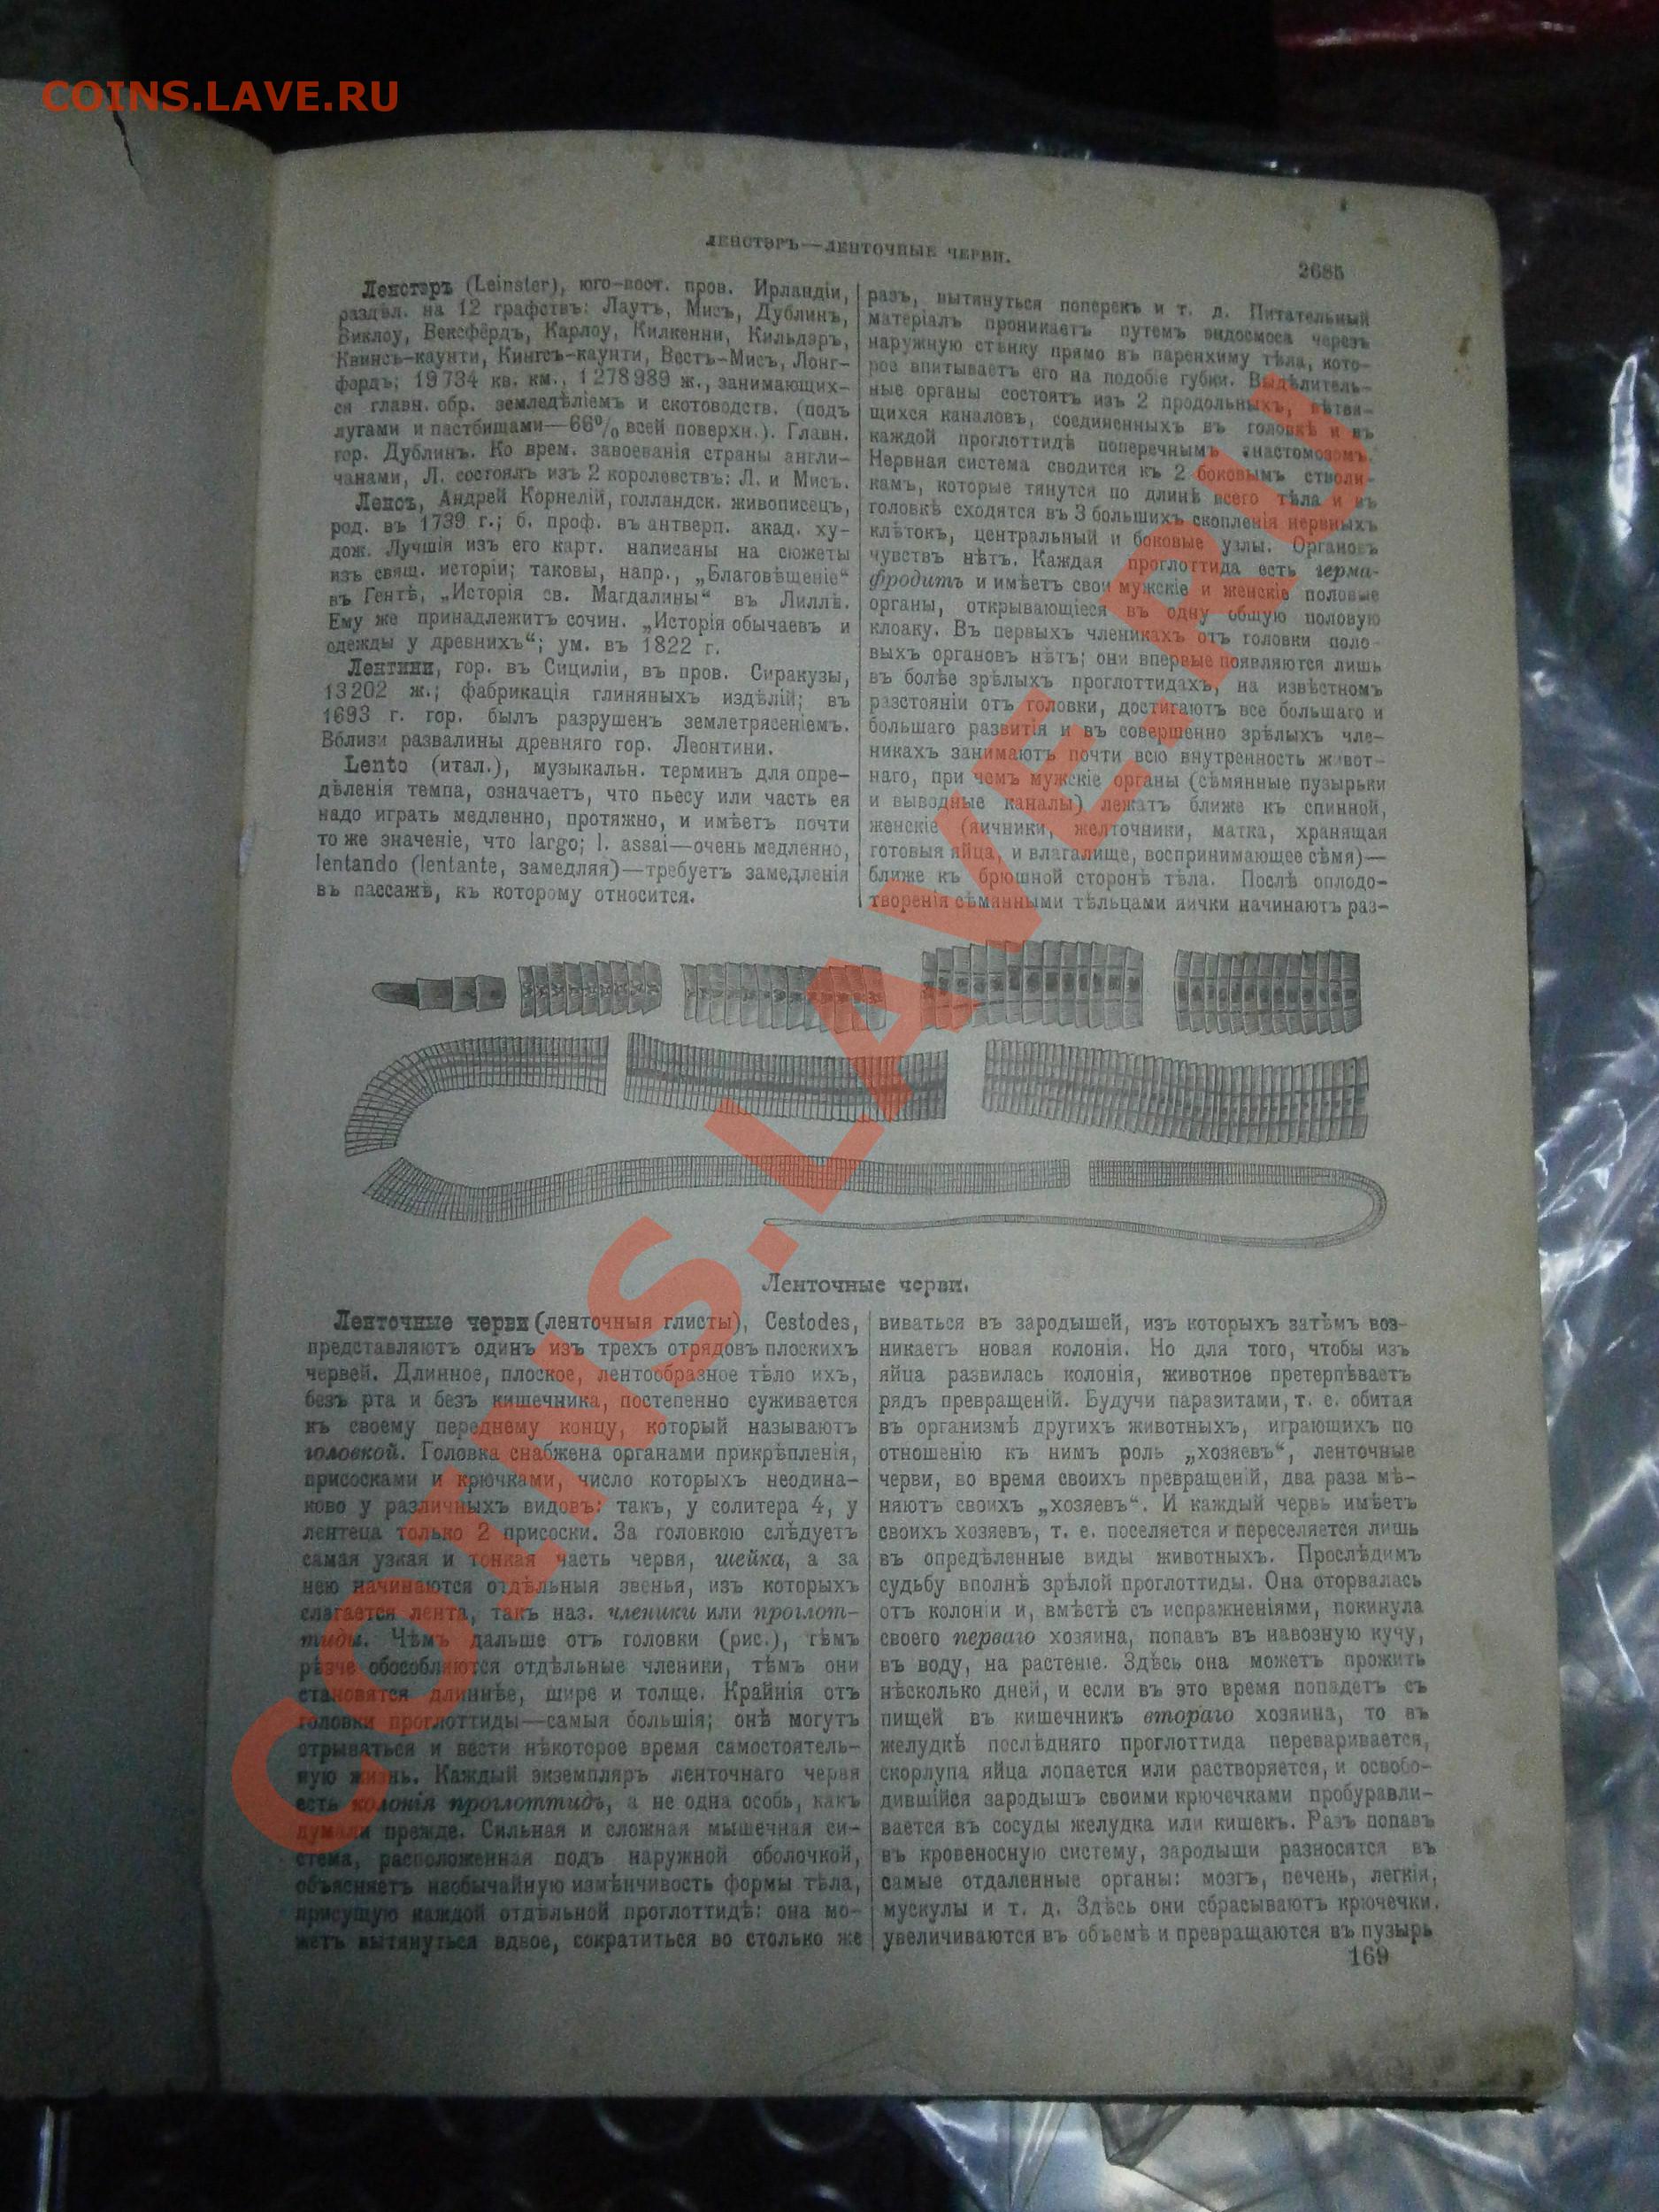 COINS.LAVE.RU
ЛЕНСТЭРЪ—ЛЕНТОЧНЫЕ ЧЕРВИ.
2685
Ленстэръ (Leinster), юго-вост. пров. Ирландіи,
раздѣл. на 12 графствъ: Лаутъ, Мисъ, Дублинъ,
Виклоу, Вексфёрдъ, Карлоу, Килкенни, Кильдэръ,
Квинсъ-каунти, Кингсъ-каунти, Вестъ-Мисъ, Лонг-
фордъ; 19734 кв. км., 1278989 ж., занимающих-
ся главн. обр. земледѣліемъ и скотоводств. (подъ
лугами и пастбищами—66% всей поверхн.). Главн.
гор. Дублинъ. Ко врем. завоеванія страны англи-
чанами, Л. состоялъ изъ 2 королевствъ: Л. и Мисъ.
Ленсъ, Андрей Корнелій, голландск. живописецъ,
род. въ 1739 г.; б. проф. въ антверп. акад. ху-
дож. Лучшія изъ его карт. написаны на сюжеты
изъ свящ. исторіи; таковы, напр., „Благовѣщеніе“
въ Гентѣ, „Исторія св. Магдалины“ въ Лиллѣ.
Ему же принадлежитъ сочин. „Исторія обычаевъ и
одежды у древнихъ“; ум. въ 1822 г.
Лентини, гор. въ Сициліи, въ пров. Сиракузы,
13202 ж.; фабрикація глиняныхъ издѣлій; въ
1693 г. гор. былъ разрушенъ землетрясеніемъ.
Вблизи развалины древняго гор. Леонтини.
Lento (итал.), музыкальн. терминъ для опре-
дѣленія темпа, означаетъ, что пьесу или часть ея
надо играть медленно, протяжно, и имѣетъ почти
то же значеніе, что largo; l. assai—очень медленно,
lentando (lentante, замедляя)—требуетъ замедленія
въ пассажѣ, къ которому относится.
разъ, вытянуться поперекъ и т. д. Питательный
матеріалъ проникаетъ путемъ эндосмоса черезъ
наружную стѣнку прямо въ паренхиму тѣла, кото-
рое впитываетъ его на подобіе губки. Выдѣлитель-
ные органы состоятъ изъ 2 продольныхъ, вѣтвя-
щихся каналовъ, соединенныхъ въ головкѣ и въ
каждой проглоттидѣ поперечнымъ анастомозомъ.
Нервная система сводится къ 2 боковымъ стволи-
камъ, которые тянутся по длинѣ всего тѣла и въ
головкѣ сходятся въ 3 большихъ скопленія нервныхъ
клѣтокъ, центральный и боковые узлы. Органовъ
чувствъ нѣтъ. Каждая проглоттида есть герма-
фродитъ и имѣетъ свои мужскіе и женскіе половые
органы, открывающіеся въ одну общую половую
клоаку. Въ первыхъ членикахъ отъ головки поло-
выхъ органовъ нѣтъ; они впервые появляются лишь
въ болѣе зрѣлыхъ проглоттидахъ, на извѣстномъ
разстояніи отъ головки, достигаютъ все большаго и
большаго развитія и въ совершенно зрѣлыхъ чле-
никахъ занимаютъ почти всю внутренность живот-
наго, при чемъ мужскіе органы (сѣмянные пузырьки
и выводные каналы) лежатъ ближе къ спинной,
женскіе (яичники, желточники, матка, хранящая
готовыя яйца, и влагалище, воспринимающее сѣмя)—
ближе къ брюшной сторонѣ тѣла. Послѣ оплодо-
творенія сѣманными тѣльцами яички начинаютъ раз-
Ленточные черви.
Ленточные черви (ленточныя глисты), Cestodes,
представляютъ одинъ изъ трехъ отрядовъ плоскихъ
червей. Длинное, плоское, лентообразное тѣло ихъ,
безъ рта и безъ кишечника, постепенно суживается
къ своему переднему концу, который называютъ
головкой. Головка снабжена органами прикрѣпленія,
присосками и крючками, число которыхъ неодина-
ково у различныхъ видовъ: такъ, у солитера 4, у
лентеца только 2 присоски. За головкою слѣдуетъ
самая узкая и тонкая часть червя, шейка, а за
нею начинаются отдѣльныя звенья, изъ которыхъ
слагается лента, такъ наз. членики или проглот-
тиды. Чѣмъ дальше отъ головки (рис.), тѣмъ
рѣзче обособляются отдѣльные членики, тѣмъ они
становятся длиннѣе, шире и толще. Крайнія отъ
головки проглоттиды—самыя большія; онѣ могутъ
отрываться и вести нѣкоторое время самостоятель-
ную жизнь. Каждый экземпляръ ленточнаго червя
есть колонія проглоттидъ, а не одна особь, какъ
думали прежде. Сильная и сложная мышечная си-
стема, расположенная подъ наружной оболочкой,
объясняетъ необычайную измѣнчивость формы тѣла,
присущую каждой отдѣльной проглоттидѣ: она мо-
жетъ вытянуться вдвое, сократиться во столько же
виваться въ зародышей, изъ которыхъ затѣмъ воз-
никаетъ новая колонія. Но для того, чтобы изъ
яйца развилась колонія, животное претерпѣваетъ
рядъ превращеній. Будучи паразитами, т. е. обитая
въ организмѣ другихъ животныхъ, играющихъ по
отношенію къ нимъ роль „хозяевъ“, ленточные
черви, во время своихъ превращеній, два раза мѣ-
няютъ своихъ „хозяевъ“. И каждый червь имѣетъ
своихъ хозяевъ, т. е. поселяется и переселяется лишь
въ опредѣленные виды животныхъ. Прослѣдимъ
судьбу вполнѣ зрѣлой проглоттиды. Она оторвалась
отъ колоніи и, вмѣстѣ съ испражненіями, покинула
своего перваго хозяина, попавъ въ навозную кучу,
въ воду, на растеніе. Здѣсь она можетъ прожить
нѣсколько дней, и если въ это время попадетъ съ
пищей въ кишечникъ второго хозяина, то въ
желудкѣ послѣдняго проглоттида переваривается,
скорлупа яйца лопается или растворяется, и освобо-
дившійся зародышъ своими крючечками пробуравли-
вается въ сосуды желудка или кишекъ. Разъ попавъ
въ кровеносную систему, зародыши разносятся въ
самые отдаленные органы: мозгъ, печень, легкія,
мускулы и т. д. Здѣсь они сбрасываютъ крючечки,
увеличиваются въ объемѣ и превращаются въ пузырь
169
COINS.LAVE.RU